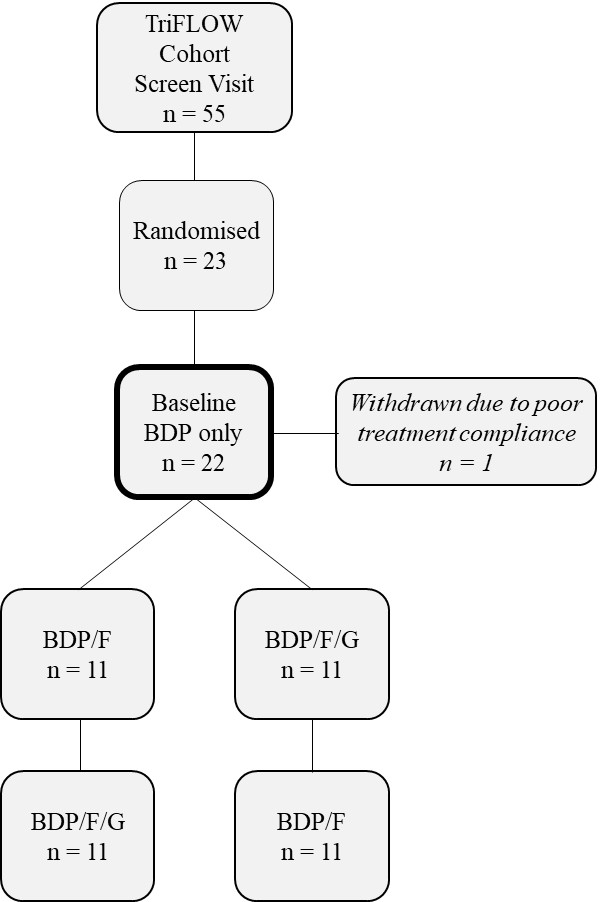 TriFLOW
Cohort
Screen Visit
n = 55
Randomised
n = 23
Baseline
BDP only
n = 22
Withdrawn due to poor
treatment compliance
n = 1
BDP/F
n = 11
BDP/F/G
n = 11
BDP/F/G
n = 11
BDP/F
n = 11